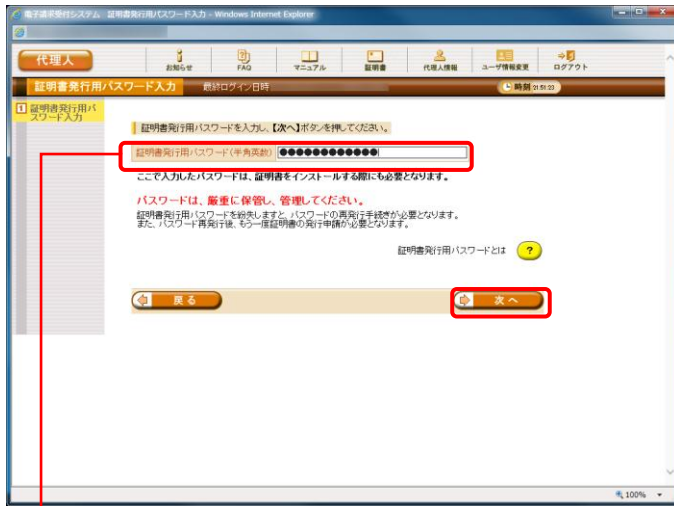 電子請求受付システム 証明書発行用パスワード入力 - Windows Internet Explorer
代理人
お知らせ
FAQ
マニュアル
証明書
代理人情報
ユーザ情報変更
ログアウト
証明書発行用パスワード入力 最終ログイン日時
時刻 21:51:23
1 証明書発行用パ
スワード入力
証明書発行用パスワードを入力し、【次へ】ボタンを押してください。
証明書発行用パスワード(半角英数) ●●●●●●●●●●●●
ここで入力したパスワードは、証明書をインストールする際にも必要となります。
パスワードは、厳重に保管し、管理してください。
証明書発行用パスワードを紛失しますと、パスワードの再発行手続きが必要となります。
また、パスワード再発行後、もう一度証明書の発行申請が必要となります。
証明書発行用パスワードとは ?
戻る
次へ
100%